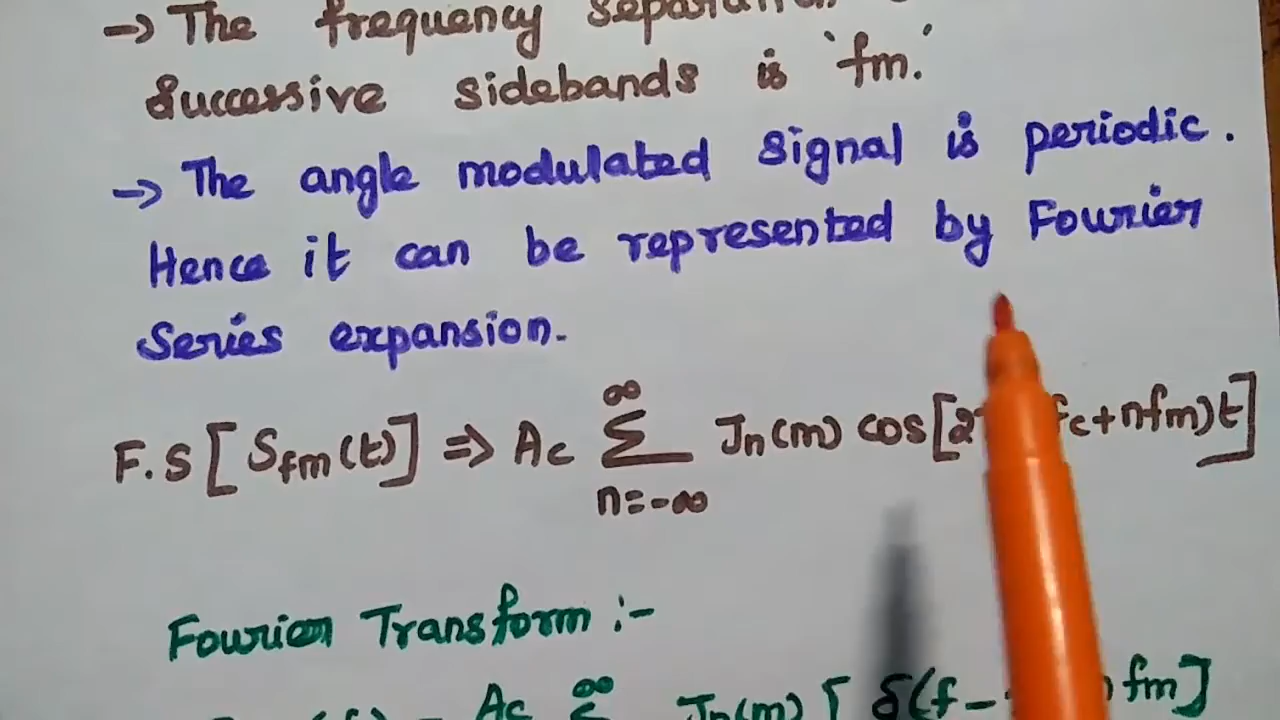 → The frequency separation
successive sidebands is 'fm.'
→ The angle modulated signal is periodic.
Hence it can be represented by Fourier
Series expansion.
F.S [Sfm(t)] ⇒ Ac ∞ Σ n=-∞ Jn(m) cos[2 fc+nfm)t]
Fourier Transform :-
(f) = Ac ∞ Σ Jn(m) [ δ(f- fm]